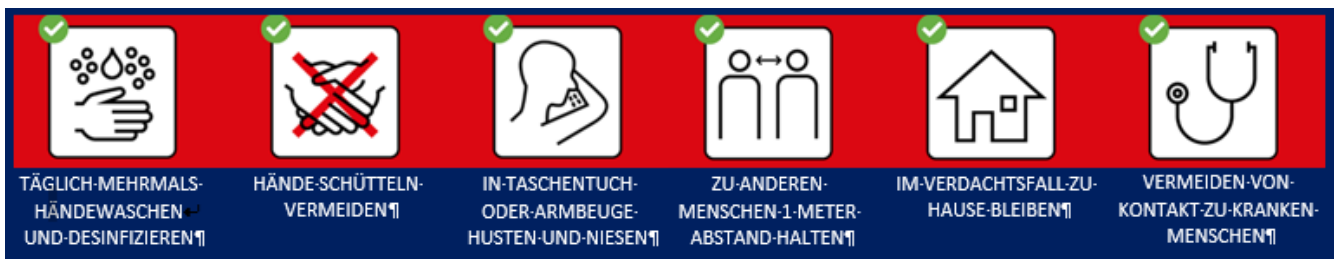 TÄGLICH·MEHRMALS·
HÄNDEWASCHEN↵
UND·DESINFIZIEREN¶
HÄNDE·SCHÜTTELN·
VERMEIDEN¶
IN·TASCHENTUCH·
ODER·ARMBEUGE·
HUSTEN·UND·NIESEN¶
ZU·ANDEREN·
MENSCHEN·1·METER·
ABSTAND·HALTEN¶
IM·VERDACHTSFALL·ZU·
HAUSE·BLEIBEN¶
VERMEIDEN·VON·
KONTAKT·ZU·KRANKEN·
MENSCHEN¶